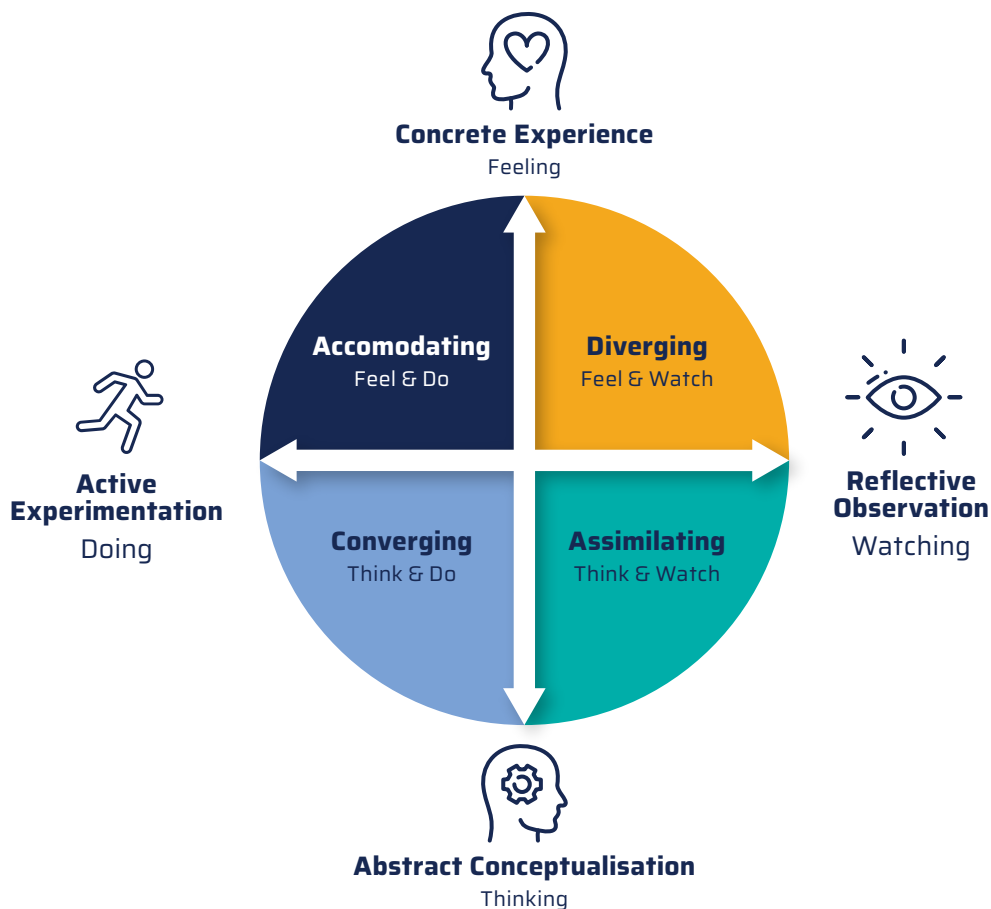 Concrete Experience
Feeling
Accomodating
Feel & Do
Diverging
Feel & Watch
Active
Experimentation
Doing
Reflective
Observation
Watching
Converging
Think & Do
Assimilating
Think & Watch
Abstract Conceptualisation
Thinking